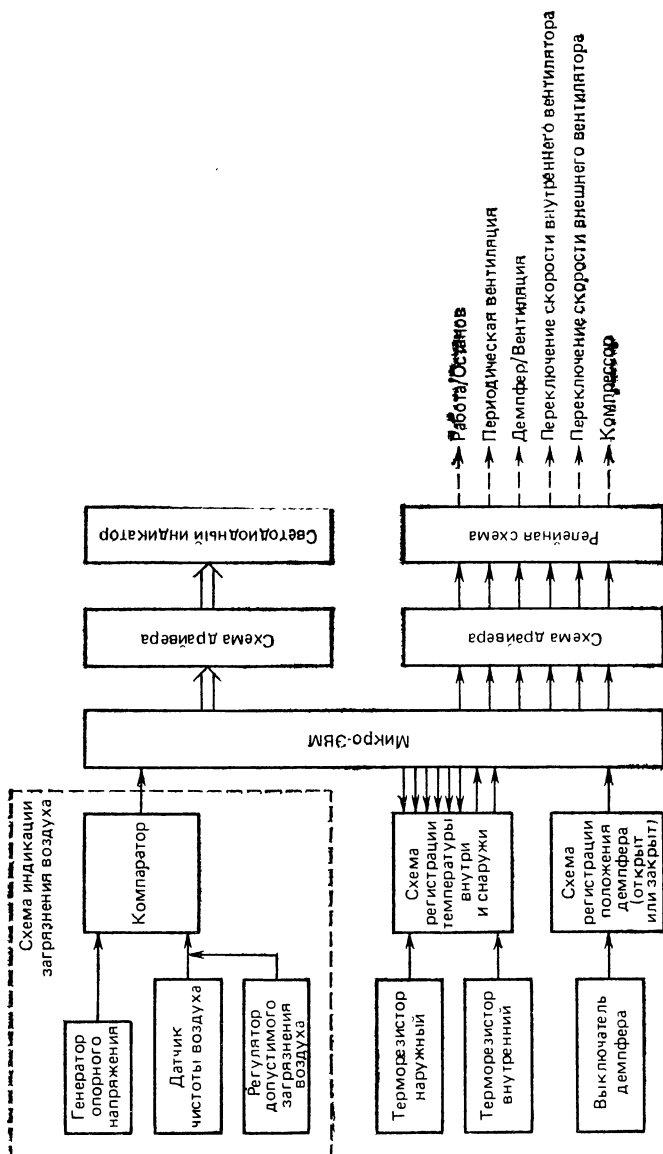 Схема индикации
загрязнения воздуха
Генератор
опорного
напряжения
Датчик
чистоты воздуха
Регулятор
допустимого
загрязнения
воздуха
Компаратор
Терморезистор
наружный
Терморезистор
внутренний
Выключатель
демпфера
Схема
регистрации
температуры
внутри
и снаружи
Схема
регистрации
положения
демпфера
(открыт
или закрыт)
Микро-ЭВМ
Схема драйвера
Светодиодный индикатор
Схема драйвера
Релейная схема
Работа/Останов
Периодическая вентиляция
Демпфер/Вентиляция
Переключение скорости внутреннего вентилятора
Переключение скорости внешнего вентилятора
Компрессор